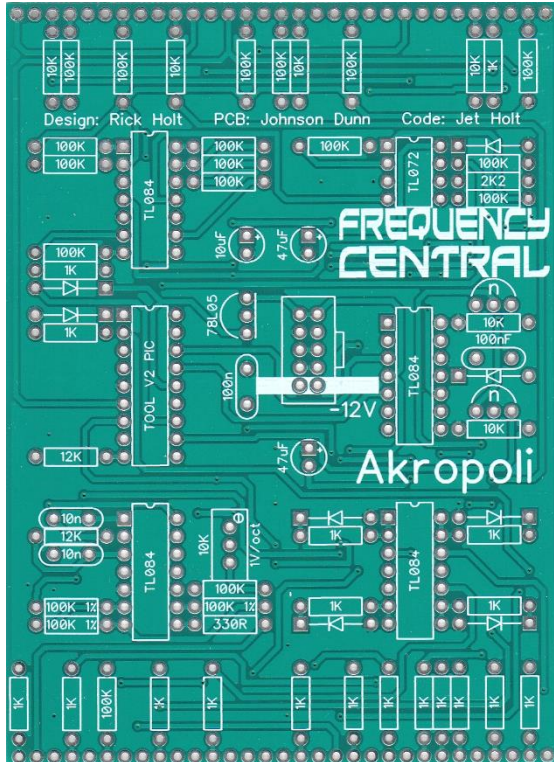 10K
100K
100K
10K
100K
10K
100K
100K
10K
1K
100K
Design: Rick Holt
PCB: Johnson Dunn
Code: Jet Holt
100K
100K
TL084
100K
100K
100K
100K
TL072
100K
2K2
100K
10uF
+
47uF
+
FREQUENCY
CENTRAL
100K
1K
1K
78L05
TOOL V2 PIC
100n
-12V
TL084
n
10K
100nF
n
10K
12K
47uF
+
Akropoli
10n
12K
10n
TL084
10K
1V/oct
100K
100K 1%
330R
100K 1%
100K 1%
1K
1K
TL084
1K
1K
1K
1K
100K
1K
1K
1K
1K
1K
1K
1K
1K
1K
1K